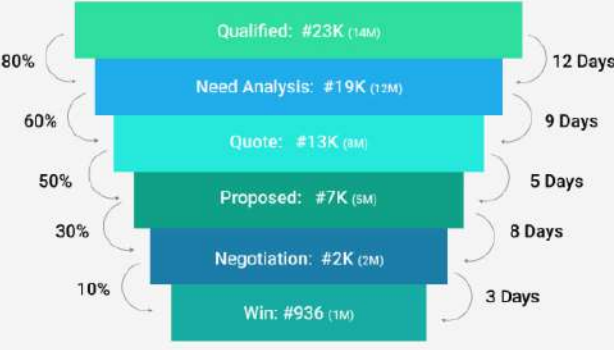 Qualified: #23K (14M)
80%
12 Days
Need Analysis: #19K (12M)
60%
9 Days
Quote: #13K (8M)
50%
5 Days
Proposed: #7K (5M)
30%
8 Days
Negotiation: #2K (2M)
10%
3 Days
Win: #936 (1M)